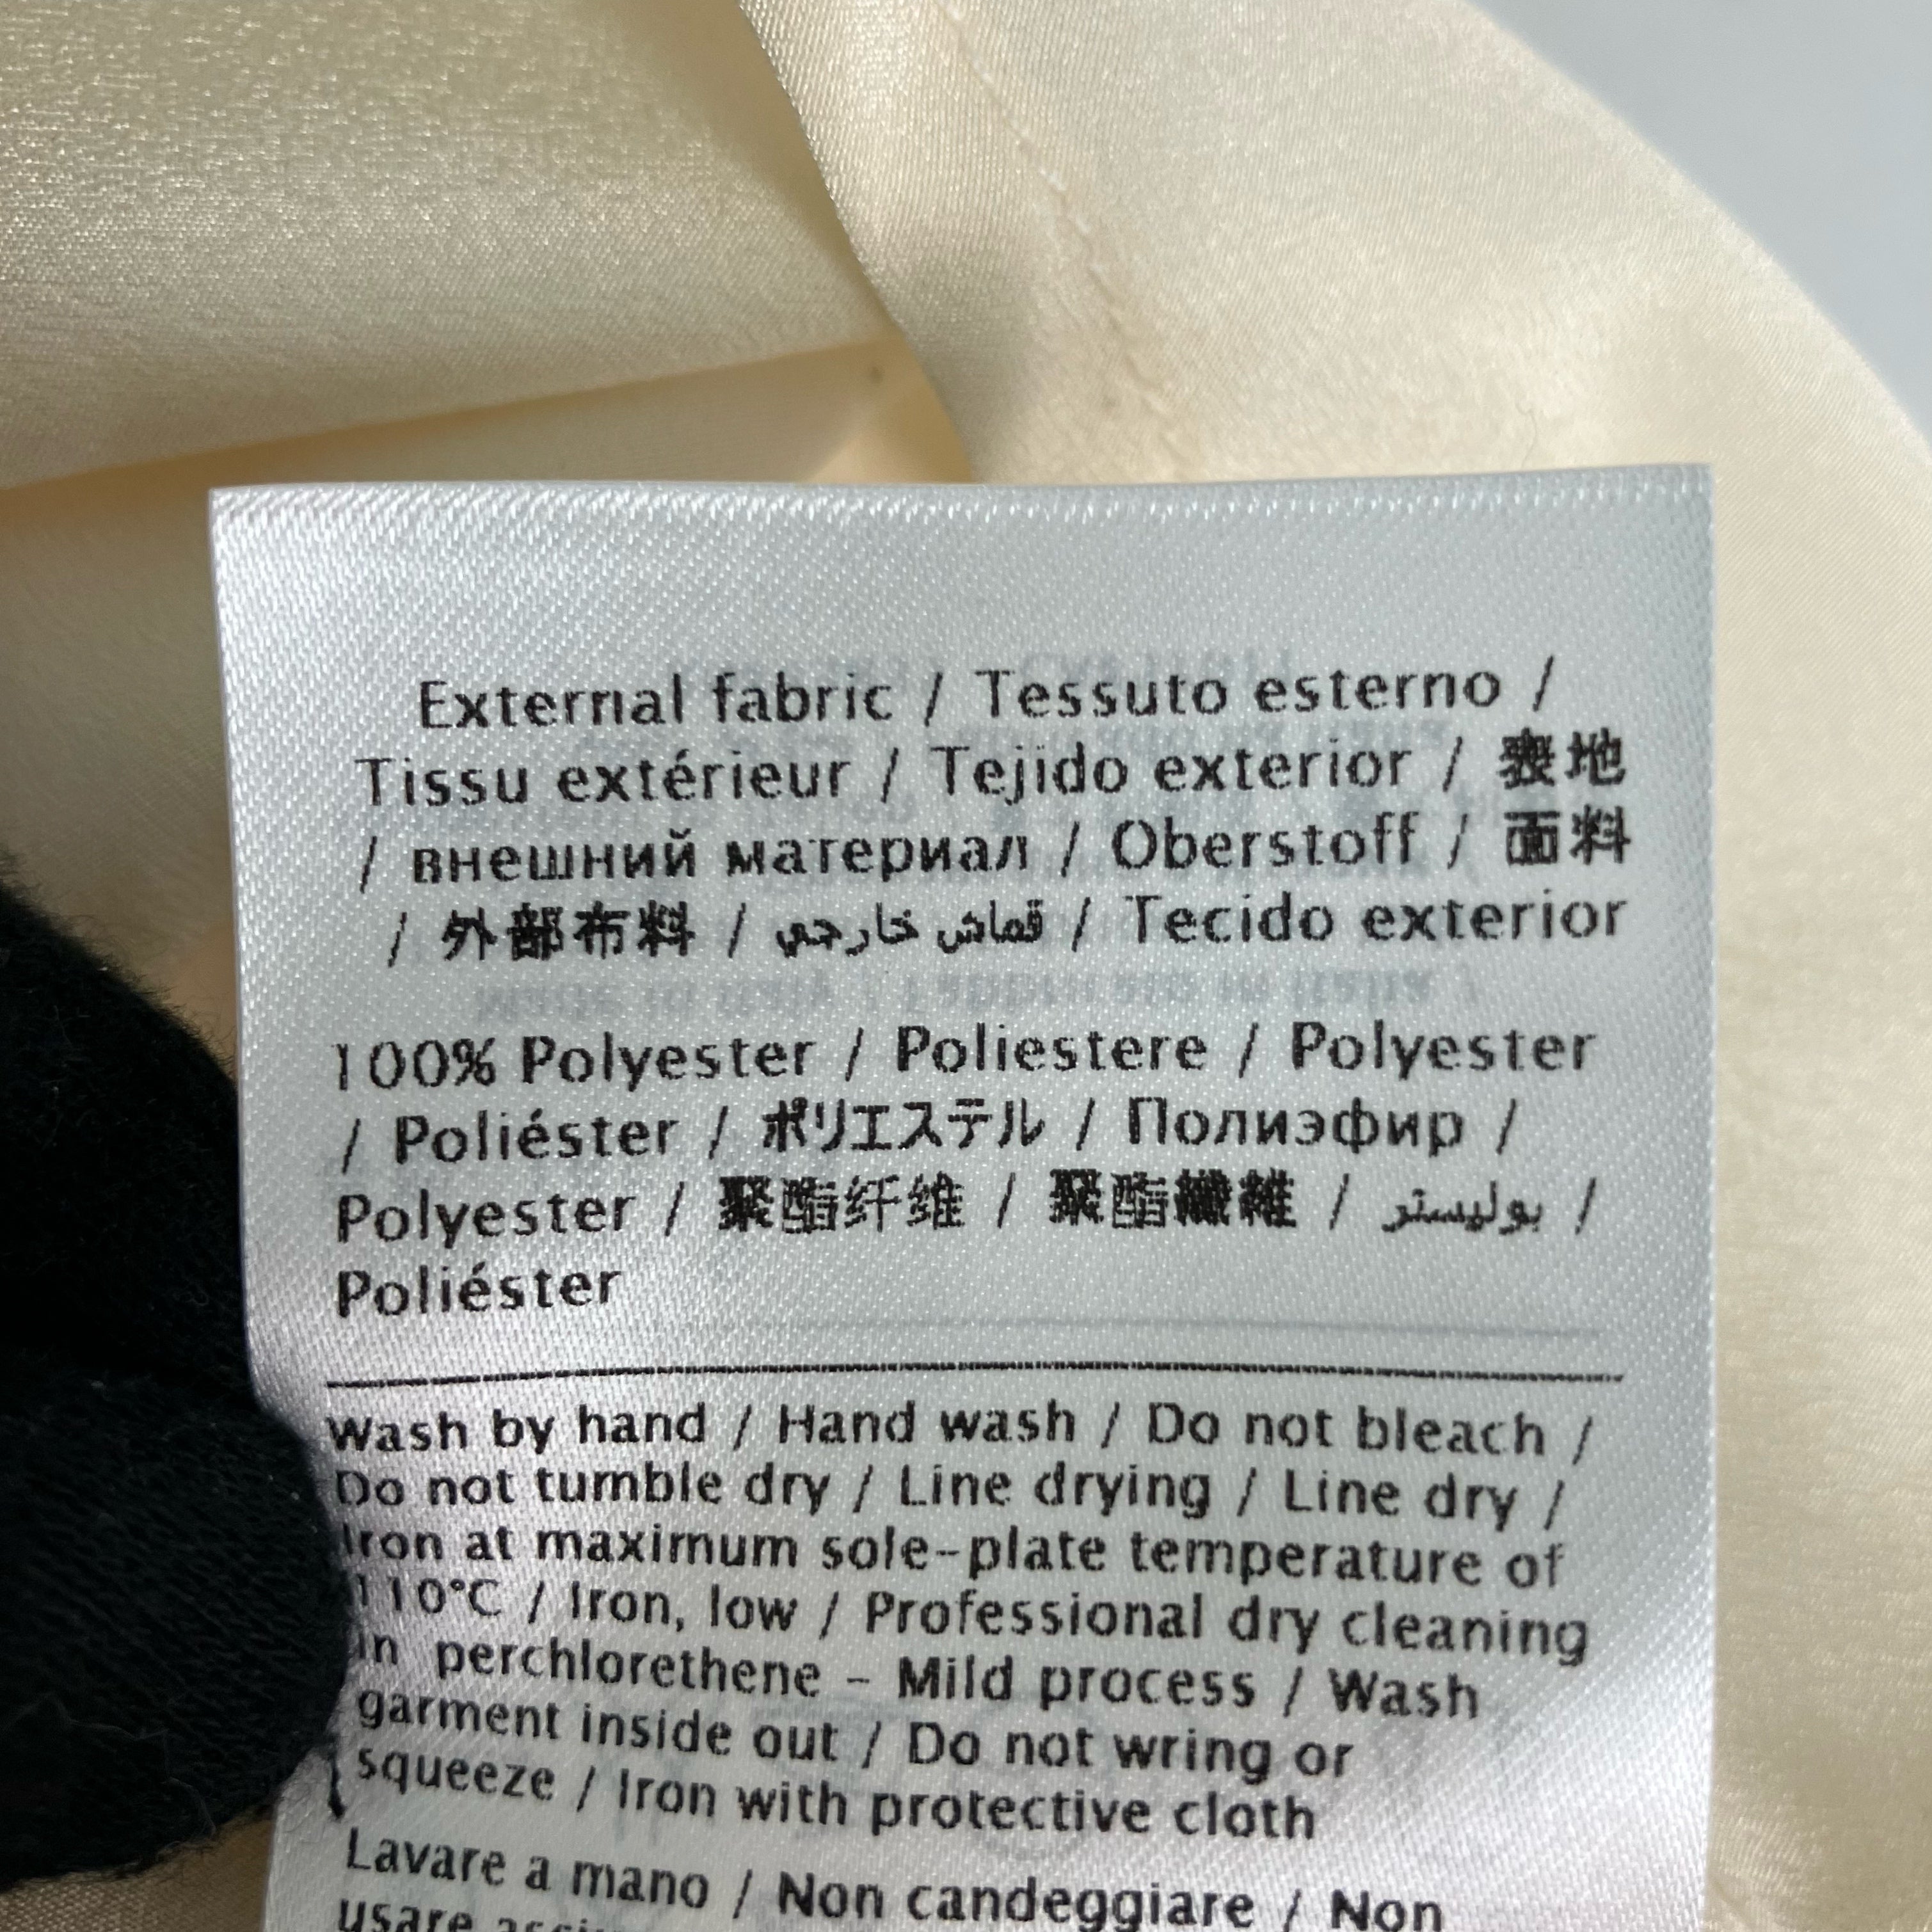 External fabric / Tessuto esterno /
Tissu extérieur / Tejido exterior / 表地
/ внешний материал / Oberstoff / 面料
/ 外部布料 / قماش خارجي / Tecido exterior
100% Polyester / Poliestere / Polyester
/ Poliéster / ポリエステル / Полиэфир /
Polyester / 聚酯纤维 / 聚酯纖維 / بوليستر /
Poliéster
Wash by hand / Hand wash / Do not bleach /
Do not tumble dry / Line drying / Line dry /
Iron at maximum sole-plate temperature of
110°C / Iron, low / Professional dry cleaning
in perchlorethene - Mild process / Wash
garment inside out / Do not wring or
squeeze / Iron with protective cloth
Lavare a mano / Non candeggiare / Non
usare